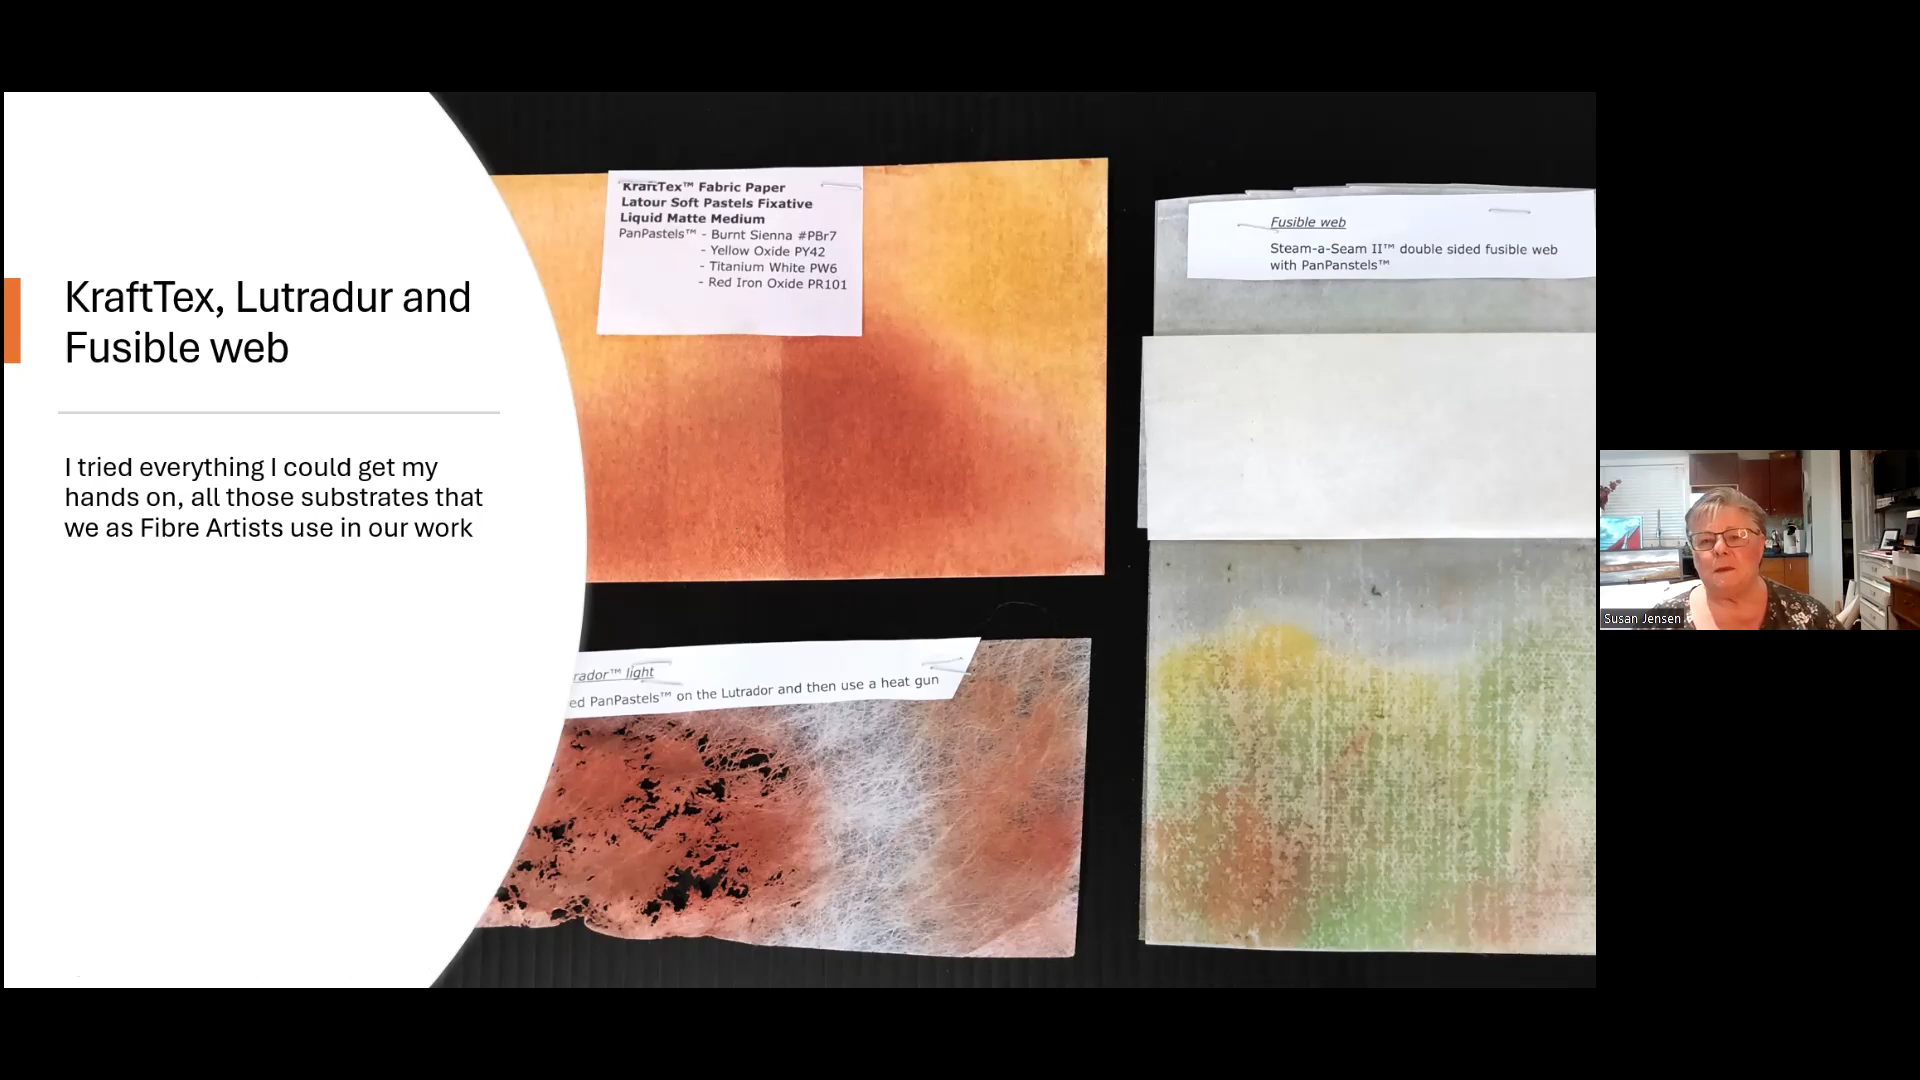 KraftTex, Lutradur and
Fusible web
I tried everything I could get my
hands on, all those substrates that
we as Fibre Artists use in our work
KraftTex™ Fabric Paper
Latour Soft Pastels Fixative
Liquid Matte Medium
PanPastels™ - Burnt Sienna #PBr7
- Yellow Oxide PY42
- Titanium White PW6
- Red Iron Oxide PR101
Fusible web
Steam-a-Seam II™ double sided fusible web
with PanPanstels™
rador™ light
ed PanPastels™ on the Lutrador and then use a heat gun
Susan Jensen